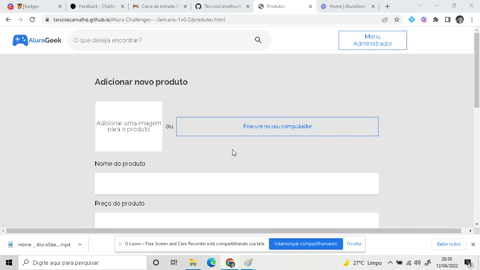 Feedback - Challe
Caixa de entrada (
TarcisioCarvalho/
Produtos
Home | AluraGeek
tarcisiocarvalho.github.io/Alura-Challenges---Semana-1v0.2/produtos.html
AluraGeek
O que deseja encontrar?
Menu
Administrador
Adicionar novo produto
Adicionar uma imagem
para o produto
ou
Procure no seu computador
Nome do produto
Preço do produto
Home _ AluraGee....mp4
O Loom – Free Screen and Cam Recorder está compartilhando sua tela.
Interromper compartilhamento
Ocultar
Exibir todos
Digite aqui para pesquisar
27°C Limpo
20:39
12/04/2022